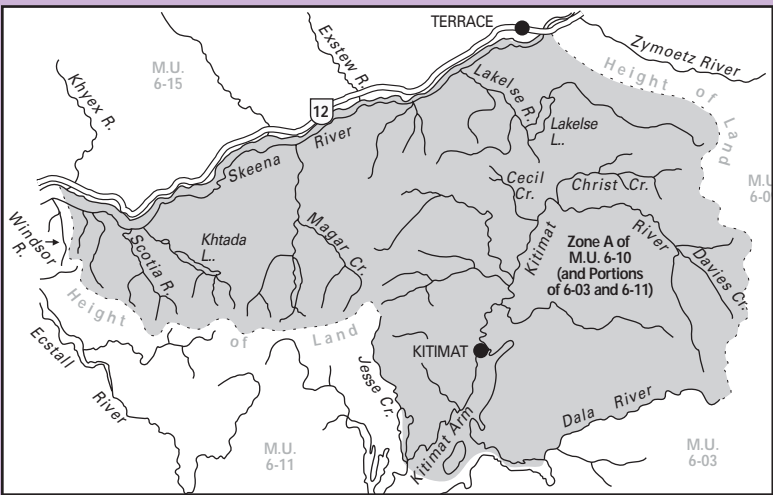 TERRACE
Zymoetz River
Exstew R.
M.U.
6-15
Khyex R.
Height of Land
Lakelse R.
12
Lakelse
L..
Skeena River
Cecil
Cr.
Christ Cr.
M.U
6-0
Windsor
R.
Scotia R.
Khtada
L..
Magar Cr.
Kitimat River
Zone A of
M.U. 6-10
(and Portions
of 6-03 and 6-11)
Davies Cr.
Height of Land
Ecstall River
KITIMAT
Jesse Cr.
Kitimat Arm
Dala River
M.U.
6-11
M.U.
6-03